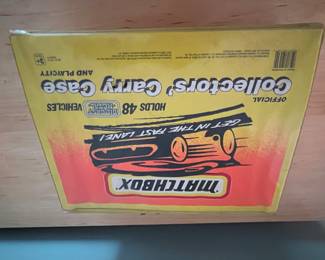 OFFICIAL
Collectors' Carry Case
AND PLAYCITY
HOLDS 48 VEHICLES
GET IN THE FAST LANE!
MATCHBOX